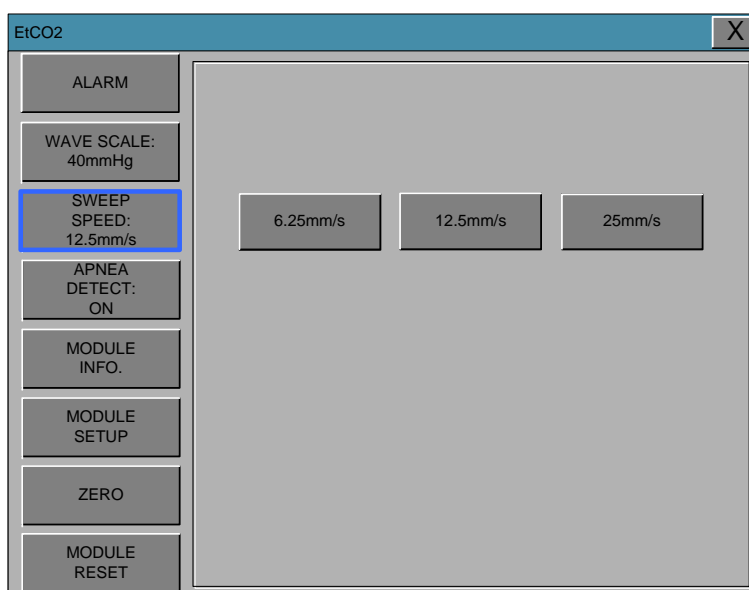 EtCO2
X
ALARM
WAVE SCALE:
40mmHg
SWEEP
SPEED:
12.5mm/s
6.25mm/s
12.5mm/s
25mm/s
APNEA
DETECT:
ON
MODULE
INFO.
MODULE
SETUP
ZERO
MODULE
RESET